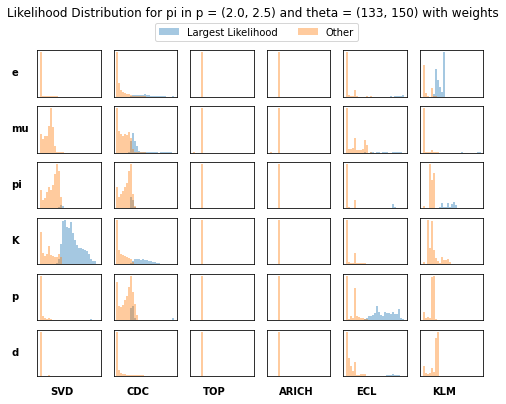 Likelihood Distribution for pi in p = (2.0, 2.5) and theta = (133, 150) with weights
Largest Likelihood Other
e
mu
pi
K
p
d
SVD CDC TOP ARICH ECL KLM